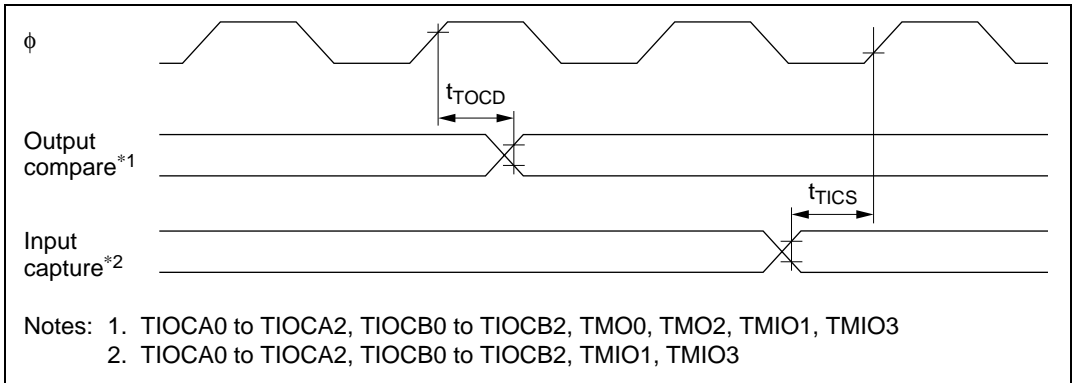 ϕ
tTOCD
Output
compare*1
tTICS
Input
capture*2
Notes: 1. TIOCA0 to TIOCA2, TIOCB0 to TIOCB2, TMO0, TMO2, TMIO1, TMIO3
2. TIOCA0 to TIOCA2, TIOCB0 to TIOCB2, TMIO1, TMIO3